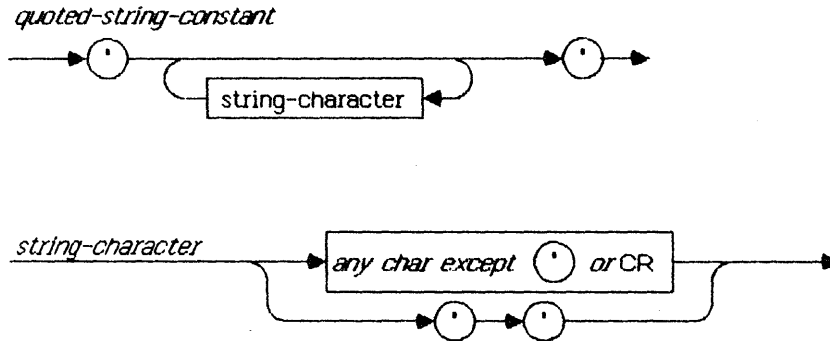 quoted-string-constant
' '
string-character
string-character any char except ' or CR
' '